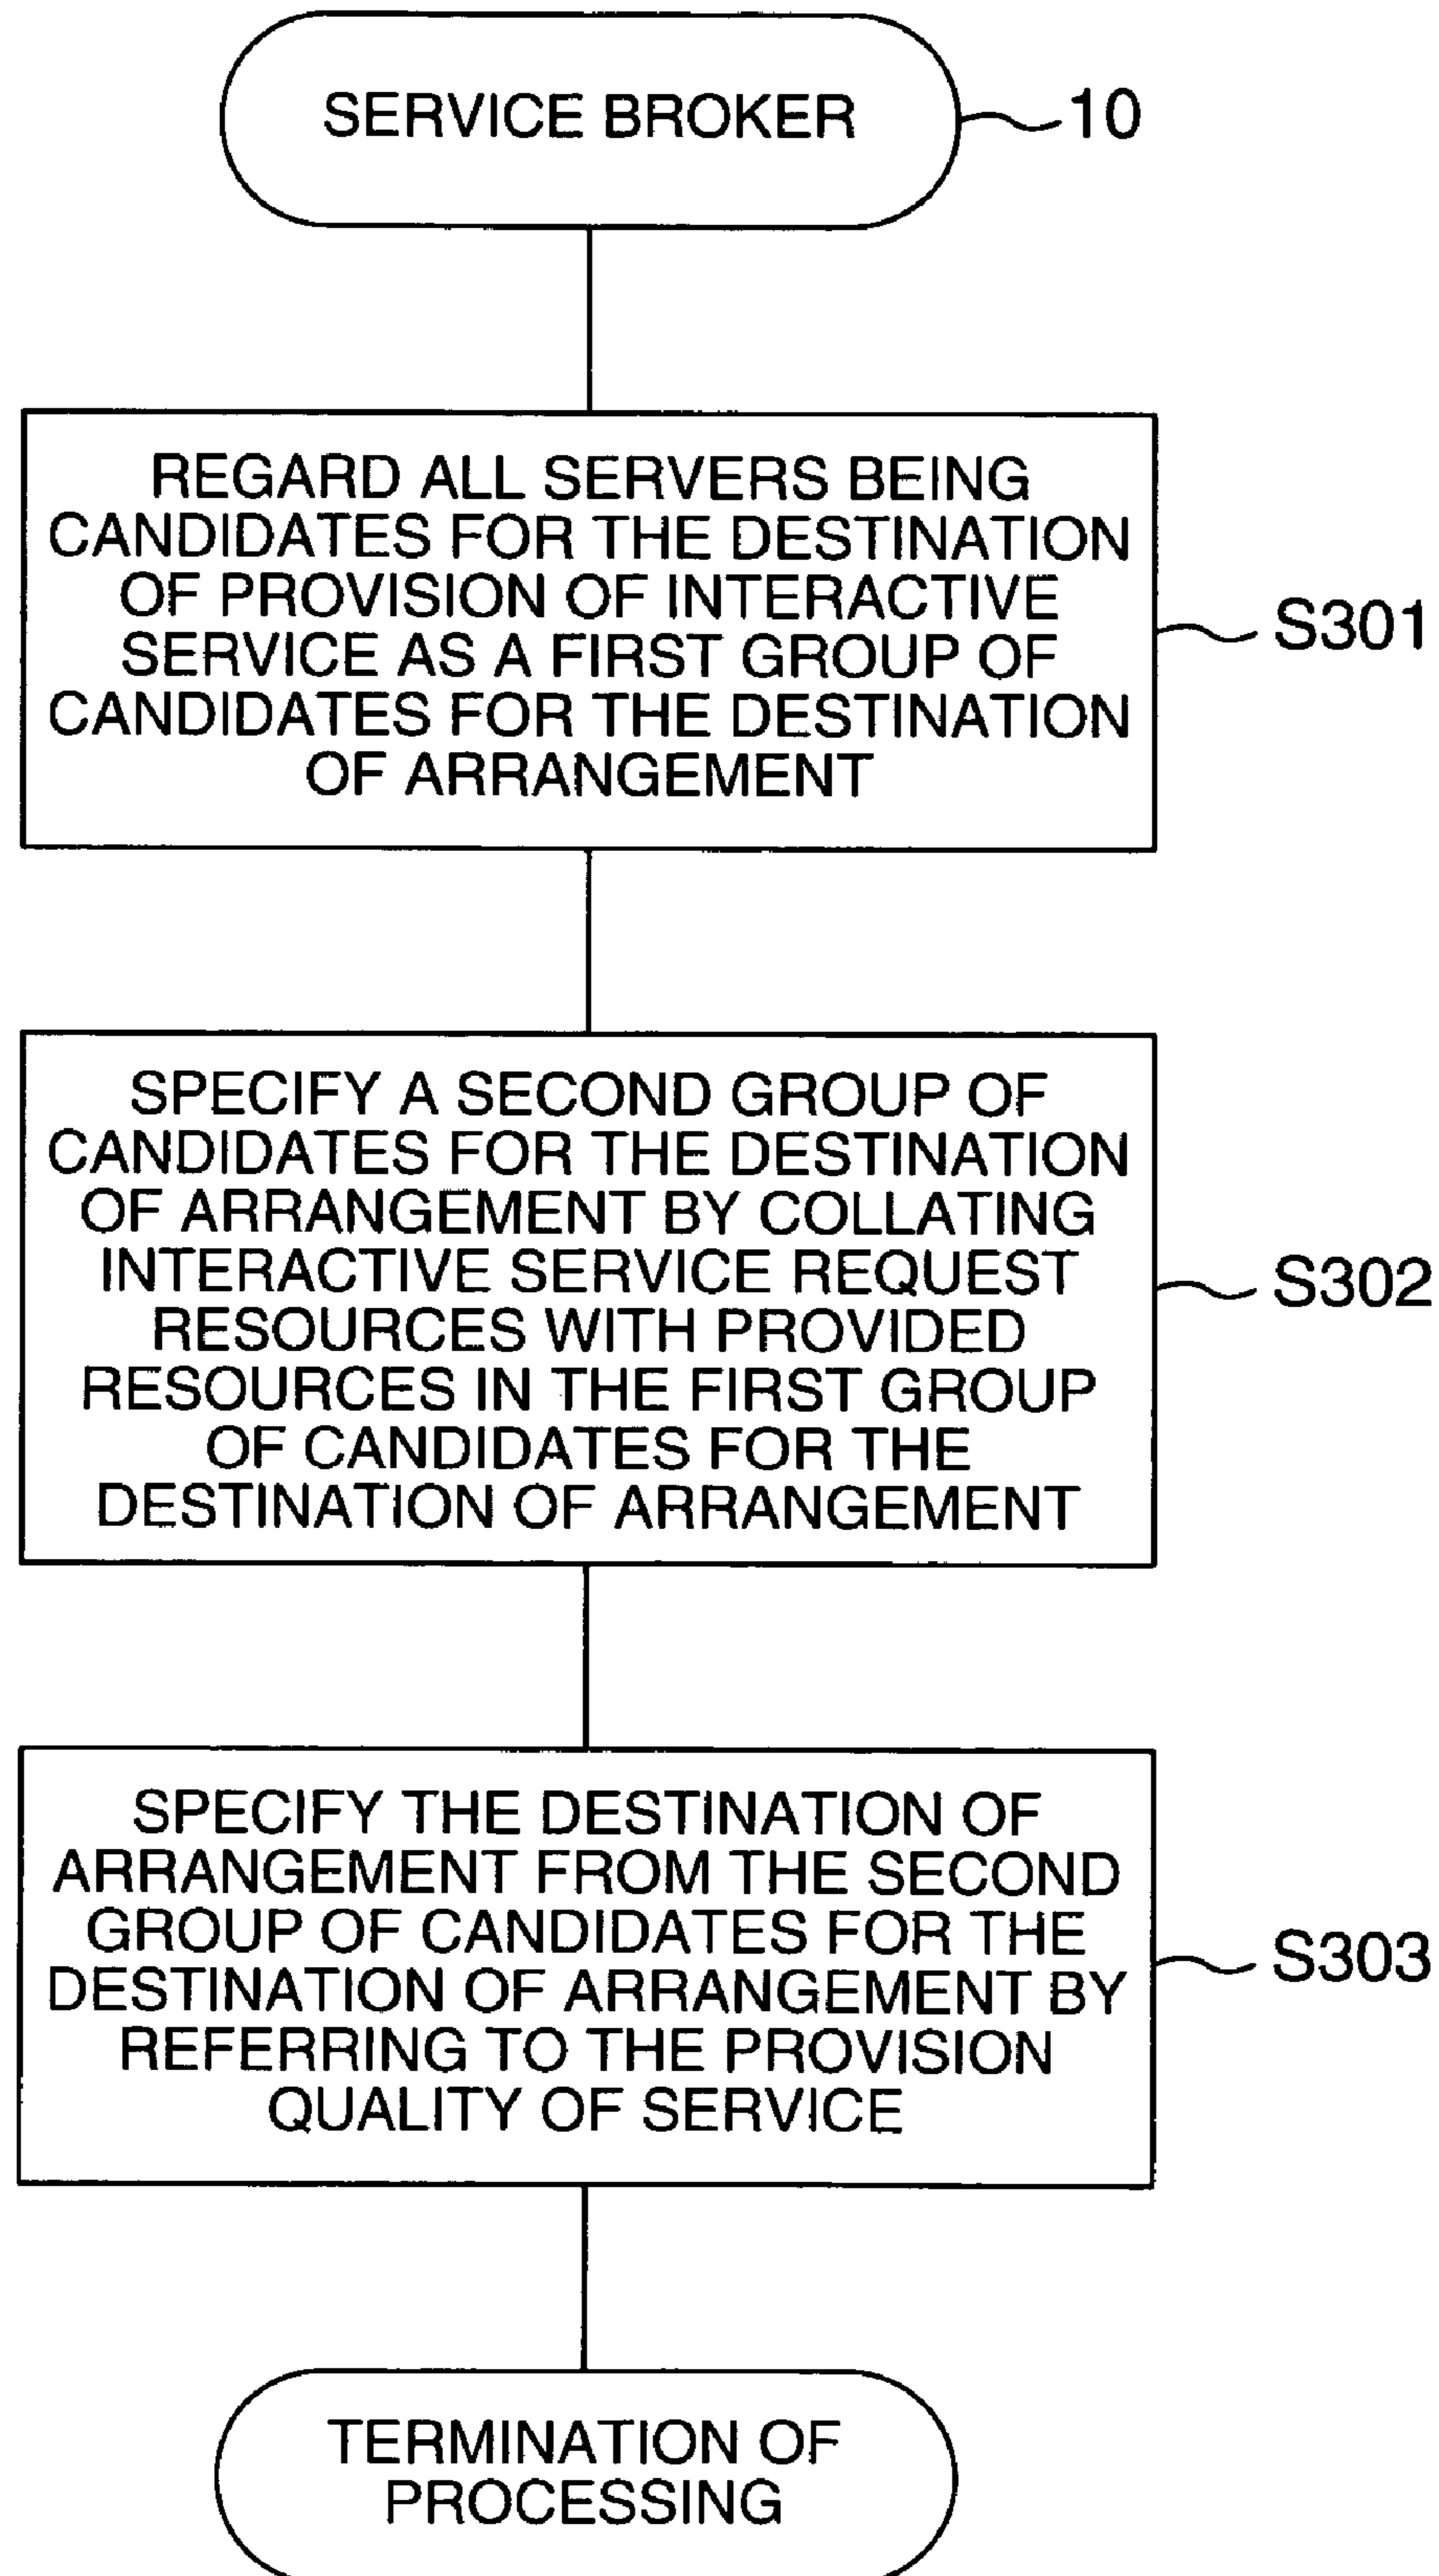 SERVICE BROKER
10
REGARD ALL SERVERS BEING
CANDIDATES FOR THE DESTINATION
OF PROVISION OF INTERACTIVE
SERVICE AS A FIRST GROUP OF
CANDIDATES FOR THE DESTINATION
OF ARRANGEMENT
S301
SPECIFY A SECOND GROUP OF
CANDIDATES FOR THE DESTINATION
OF ARRANGEMENT BY COLLATING
INTERACTIVE SERVICE REQUEST
RESOURCES WITH PROVIDED
RESOURCES IN THE FIRST GROUP
OF CANDIDATES FOR THE
DESTINATION OF ARRANGEMENT
S302
SPECIFY THE DESTINATION OF
ARRANGEMENT FROM THE SECOND
GROUP OF CANDIDATES FOR THE
DESTINATION OF ARRANGEMENT BY
REFERRING TO THE PROVISION
QUALITY OF SERVICE
S303
TERMINATION OF
PROCESSING